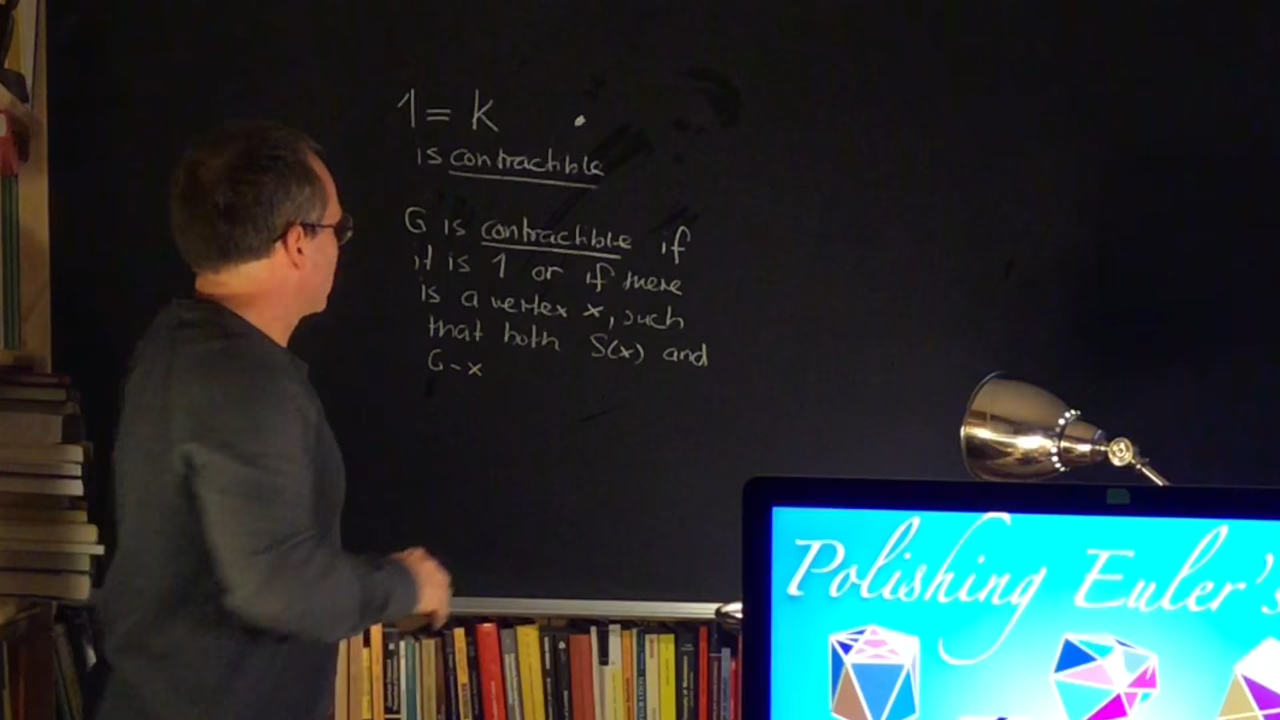 1 = K
is contractible
G is contractible if
it is 1 or if there
is a vertex x, such
that both S(x) and
G-x
Polishing Euler's